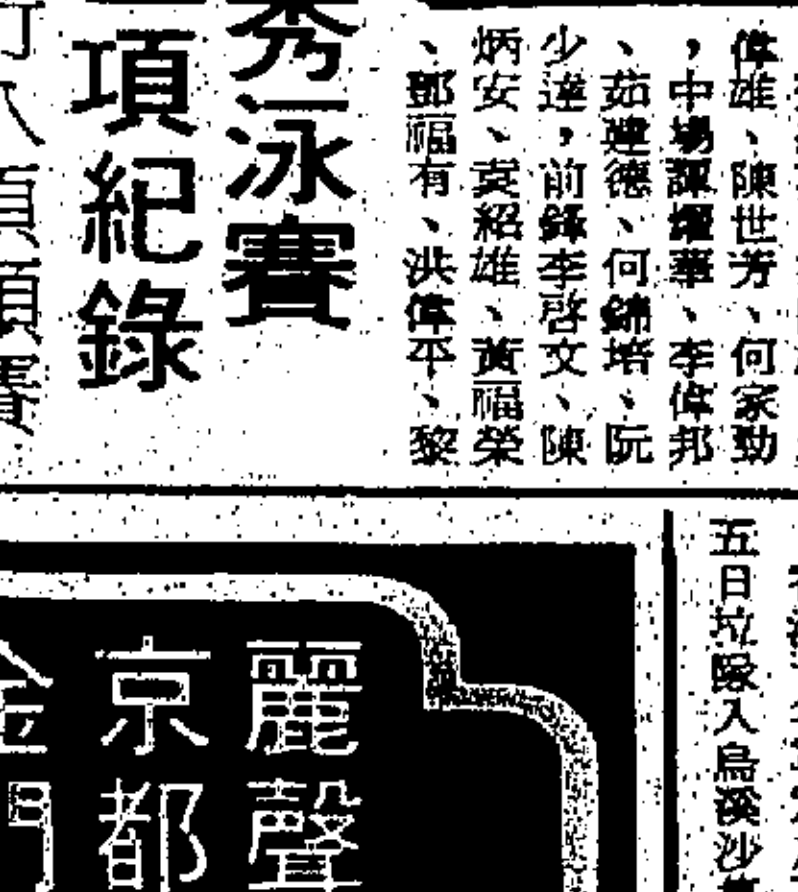 偉雄、陳世芳、何家勁
，中場譚耀華、李偉邦
、茹建德、何錦培、阮
少達，前鋒李啓文、陳
炳安、袁紹雄、黃福榮
、鄧福有、洪偉平、黎
秀泳賽
項紀錄
五日拉隊入烏溪沙
麗聲
京都